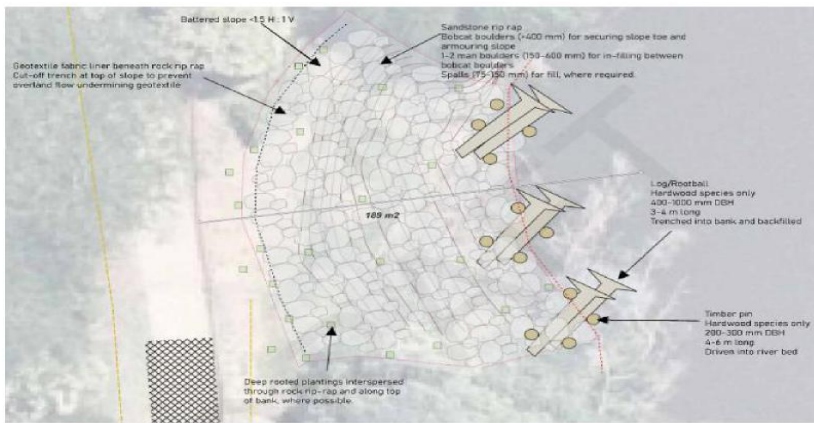 Battered slope ~1.5 H : 1 V
Sandstone rip rap
Bobcat boulders (>400 mm) for securing slope toe and
armouring slope
1-2 man boulders (150-600 mm) for in-filling between
bobcat boulders
Spalls (75-150 mm) for fill, where required.
Geotextile fabric liner beneath rock rip rap
Cut-off trench at top of slope to prevent
overland flow undermining geotextile
Log/Rootball
Hardwood species only
400-1000 mm DBH
3-4 m long
Trenched into bank and backfilled
189 m2
Timber pin
Hardwood species only
200-300 mm DBH
4-6 m long
Driven into river bed
Deep rooted plantings interspersed
through rock rip-rap and along top
of bank, where possible.